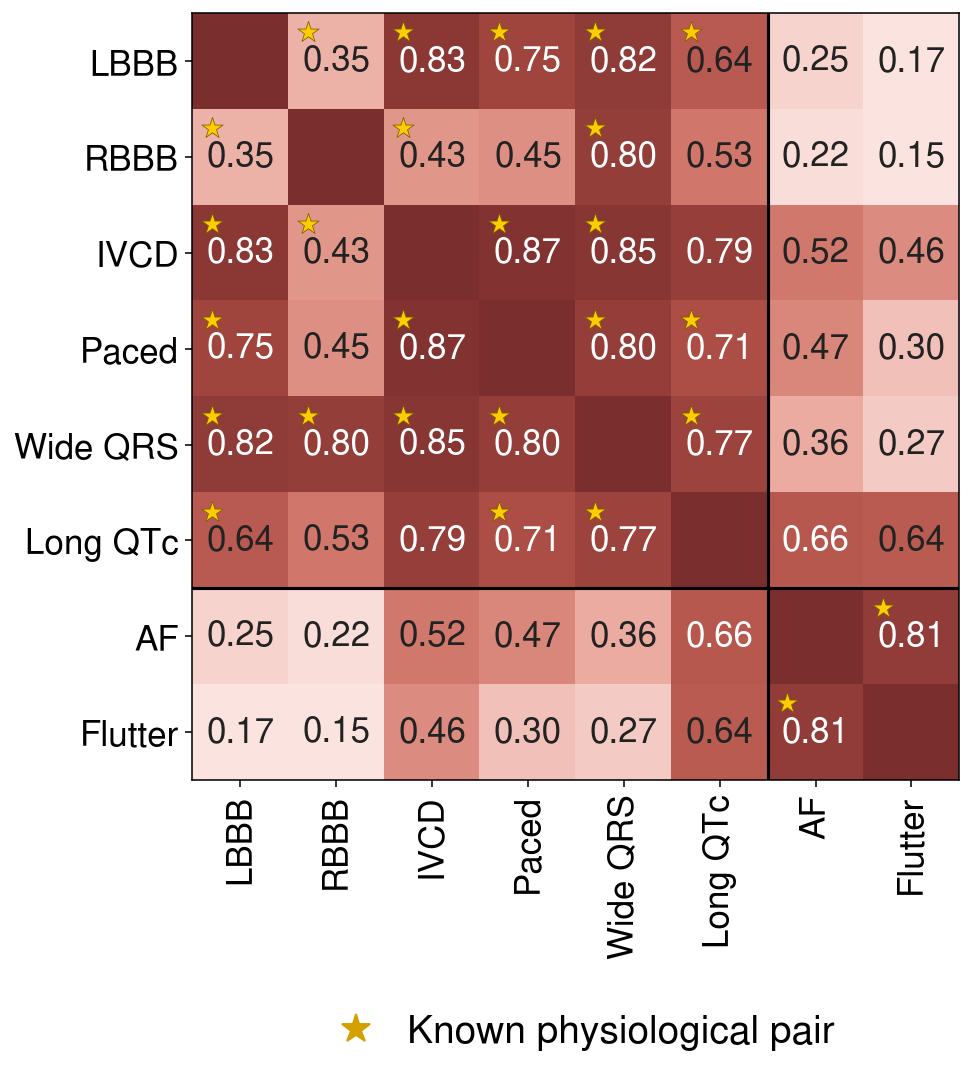 LBBB 0.35 0.83 0.75 0.82 0.64 0.25 0.17
RBBB 0.35 0.43 0.45 0.80 0.53 0.22 0.15
IVCD 0.83 0.43 0.87 0.85 0.79 0.52 0.46
Paced 0.75 0.45 0.87 0.80 0.71 0.47 0.30
Wide QRS 0.82 0.80 0.85 0.80 0.77 0.36 0.27
Long QTc 0.64 0.53 0.79 0.71 0.77 0.66 0.64
AF 0.25 0.22 0.52 0.47 0.36 0.66 0.81
Flutter 0.17 0.15 0.46 0.30 0.27 0.64 0.81
LBBB RBBB IVCD Paced Wide QRS Long QTc AF Flutter
Known physiological pair